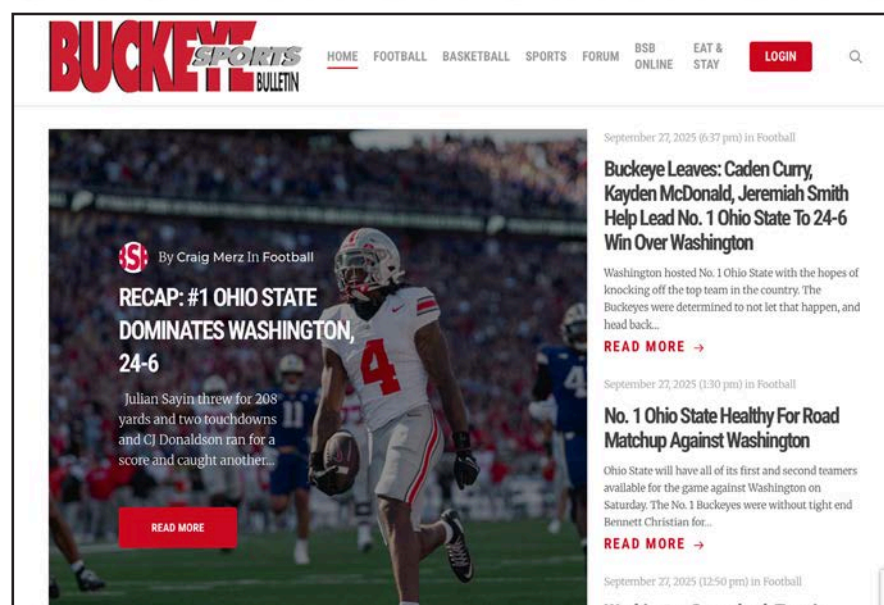 BUCKEYE
SPORTS
BULLETIN
HOME FOOTBALL BASKETBALL SPORTS FORUM BSB ONLINE EAT & STAY LOGIN
By Craig Merz In Football
RECAP: #1 OHIO STATE
DOMINATES WASHINGTON,
24-6
Julian Sayin threw for 208
yards and two touchdowns
and CJ Donaldson ran for a
score and caught another...
READ MORE
4
11
4
September 27, 2025 (6:37 pm) in Football
Buckeye Leaves: Caden Curry,
Kayden McDonald, Jeremiah Smith
Help Lead No. 1 Ohio State To 24-6
Win Over Washington
Washington hosted No. 1 Ohio State with the hopes of
knocking off the top team in the country. The
Buckeyes were determined to not let that happen, and
head back...
READ MORE →
September 27, 2025 (1:30 pm) in Football
No. 1 Ohio State Healthy For Road
Matchup Against Washington
Ohio State will have all of its first and second teamers
available for the game against Washington on
Saturday. The No. 1 Buckeyes were without tight end
Bennett Christian for...
READ MORE →
September 27, 2025 (12:50 pm) in Football